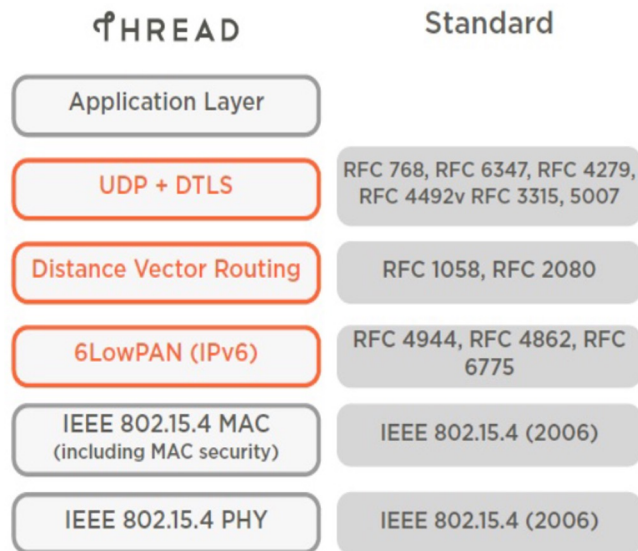 THREAD
Standard
Application Layer
UDP + DTLS
RFC 768, RFC 6347, RFC 4279,
RFC 4492v RFC 3315, 5007
Distance Vector Routing
RFC 1058, RFC 2080
6LowPAN (IPv6)
RFC 4944, RFC 4862, RFC
6775
IEEE 802.15.4 MAC
(including MAC security)
IEEE 802.15.4 (2006)
IEEE 802.15.4 PHY
IEEE 802.15.4 (2006)